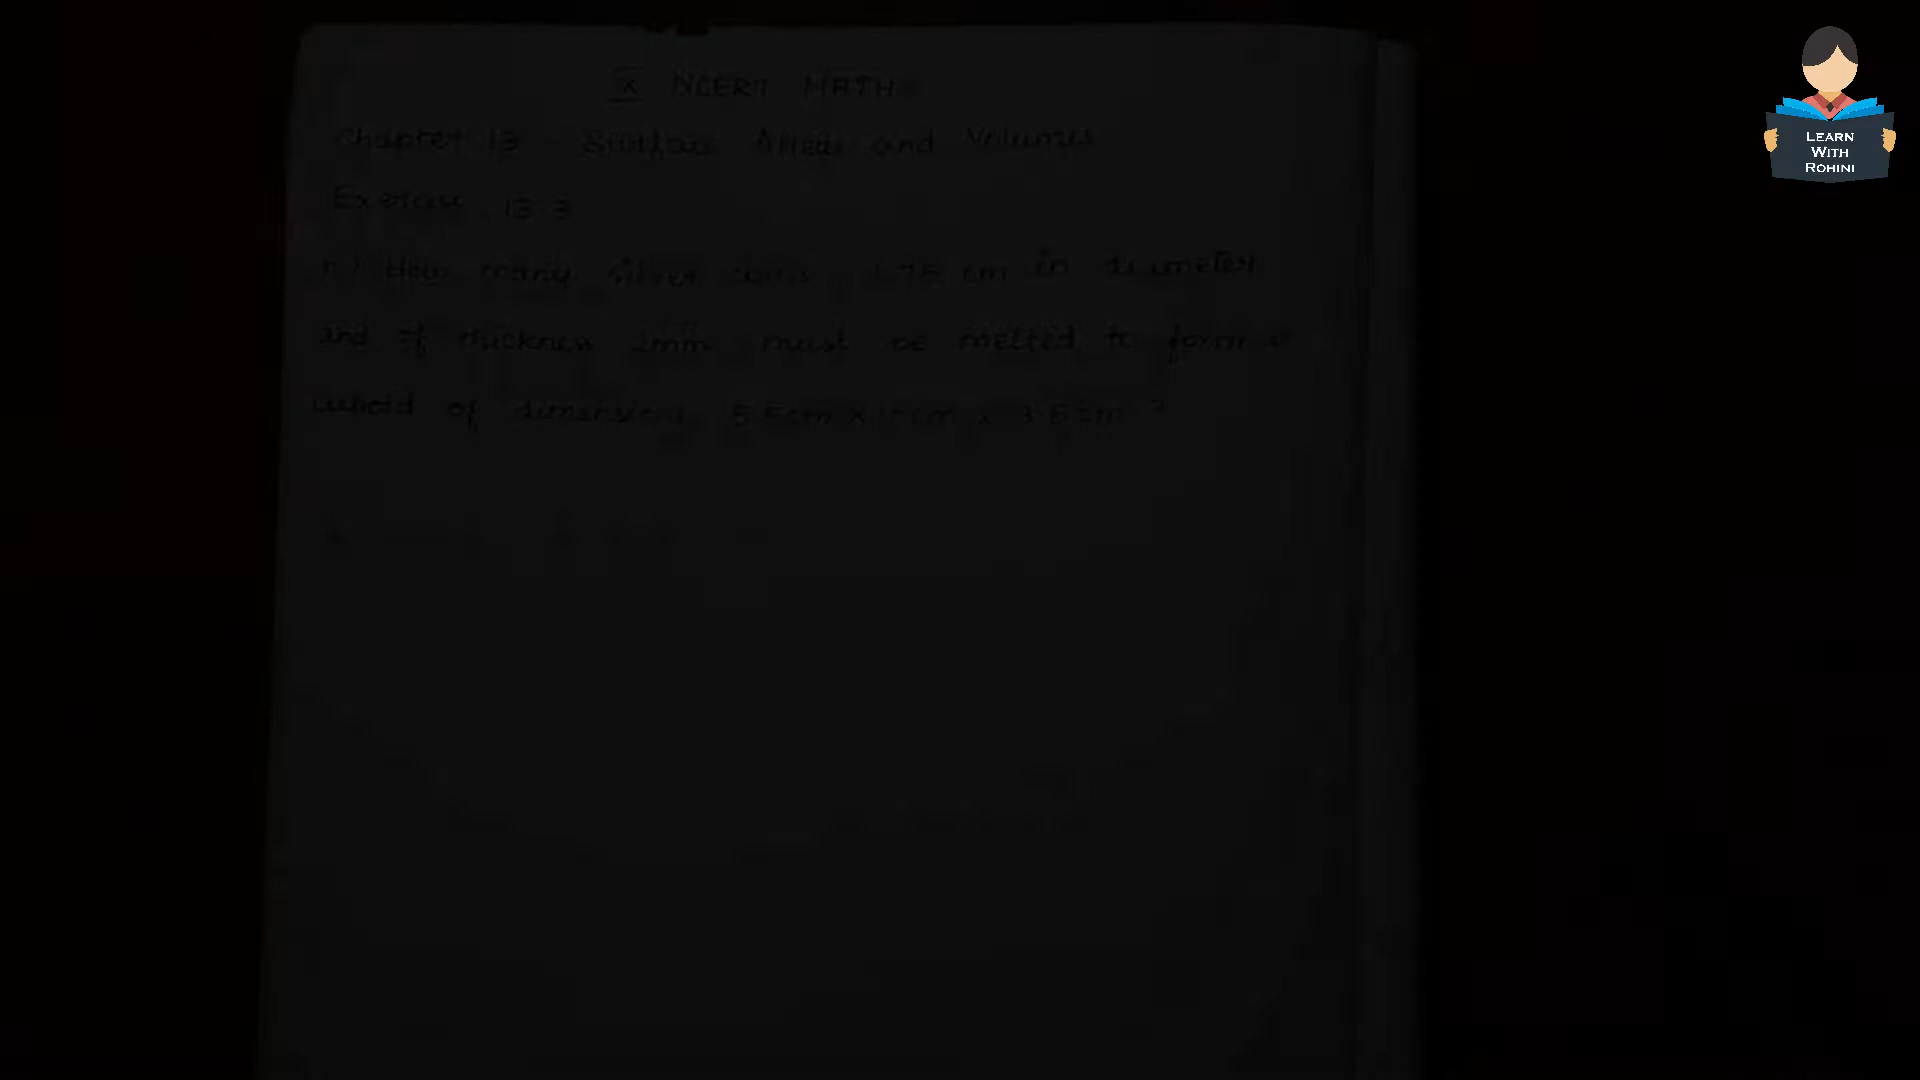 X NCERT MATHS
Chapter 13 - Surface Areas and Volumes
Exercise 13.3
How many silver coins, 1.75 cm in diameter
and of thickness 2mm, must be melted to form a
cuboid of dimensions 5.5cm x 10cm x 3.5cm ?
LEARN
WITH
ROHINI